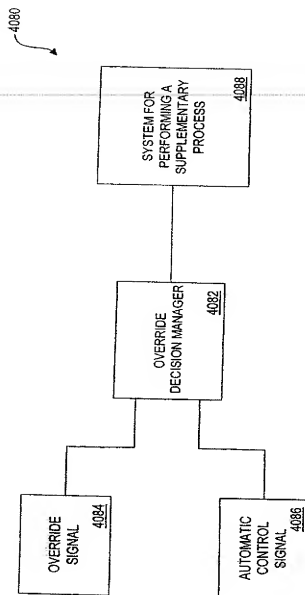 4080
SYSTEM FOR
PERFORMING A
SUPPLEMENTARY
PROCESS
4088
OVERRIDE
DECISION MANAGER
4082
OVERRIDE
SIGNAL
4084
AUTOMATIC
CONTROL
SIGNAL
4086